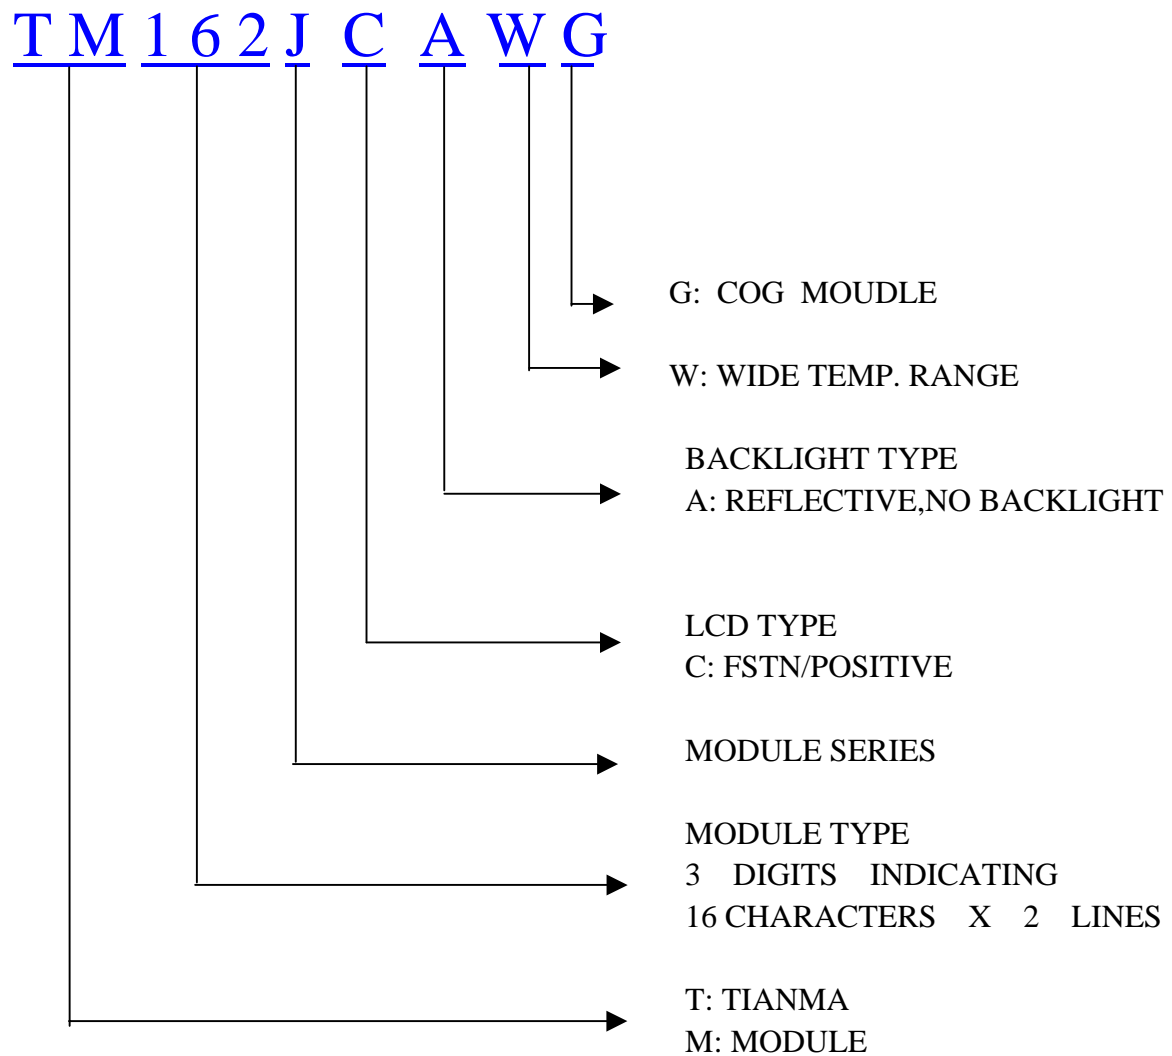 T M 1 6 2 J C A W G
G: COG MOUDLE
W: WIDE TEMP. RANGE
BACKLIGHT TYPE
A: REFLECTIVE,NO BACKLIGHT
LCD TYPE
C: FSTN/POSITIVE
MODULE SERIES
MODULE TYPE
3 DIGITS INDICATING
16 CHARACTERS X 2 LINES
T: TIANMA
M: MODULE